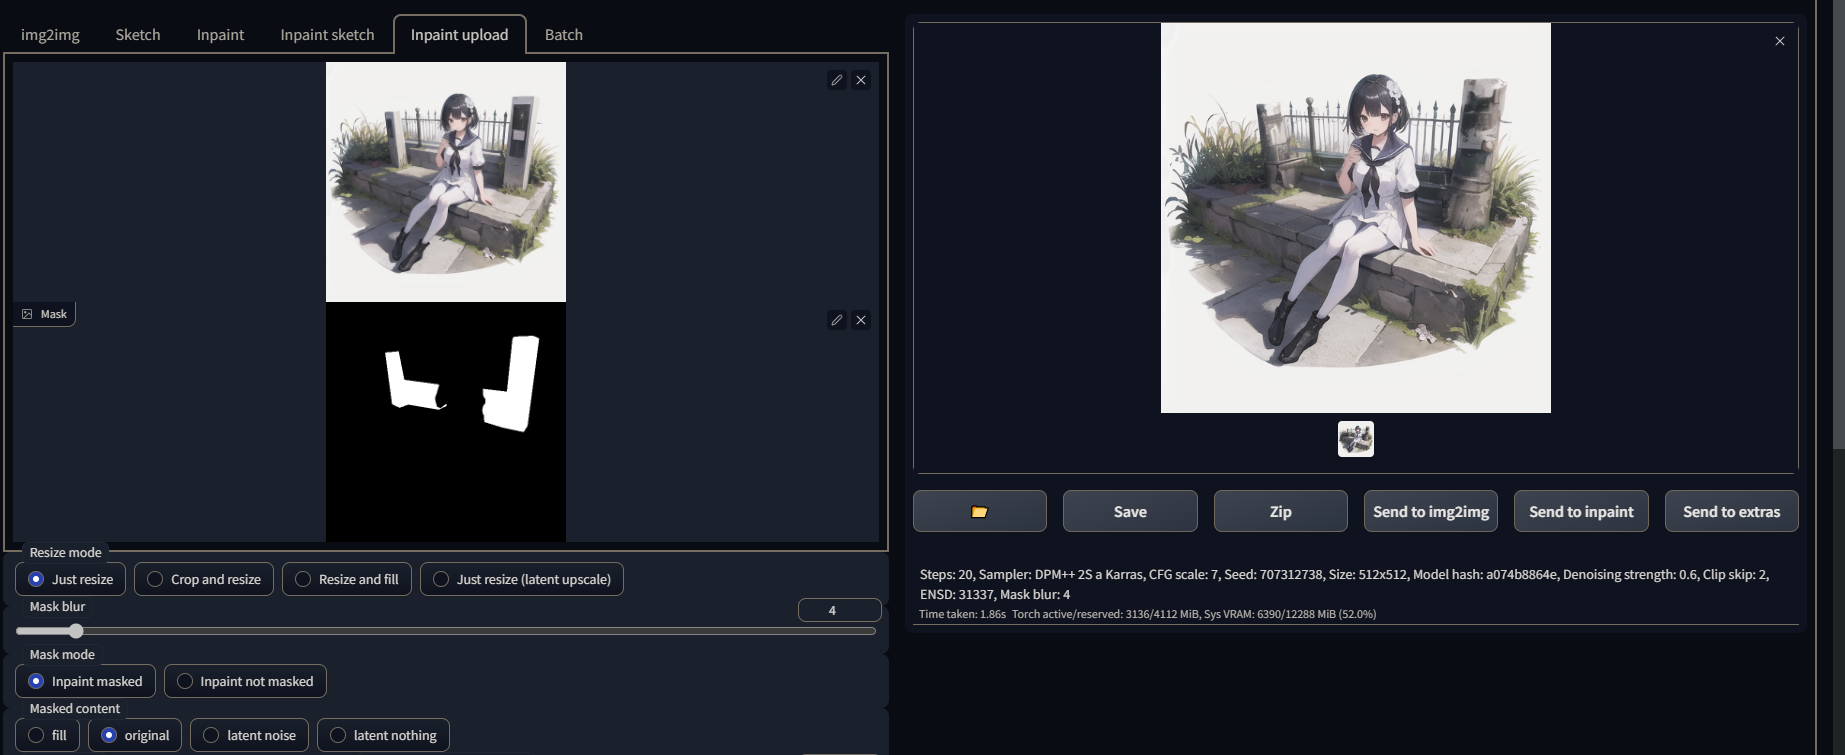 img2img Sketch Inpaint Inpaint sketch Inpaint upload Batch
Mask
Resize mode
Just resize Crop and resize Resize and fill Just resize (latent upscale)
Mask blur 4
Mask mode
Inpaint masked Inpaint not masked
Masked content
fill original latent noise latent nothing
Save Zip Send to img2img Send to inpaint Send to extras
Steps: 20, Sampler: DPM++ 2S a Karras, CFG scale: 7, Seed: 707312738, Size: 512x512, Model hash: a074b8864e, Denoising strength: 0.6, Clip skip: 2,
ENSD: 31337, Mask blur: 4
Time taken: 1.86s Torch active/reserved: 3136/4112 MiB, Sys VRAM: 6390/12288 MiB (52.0%)